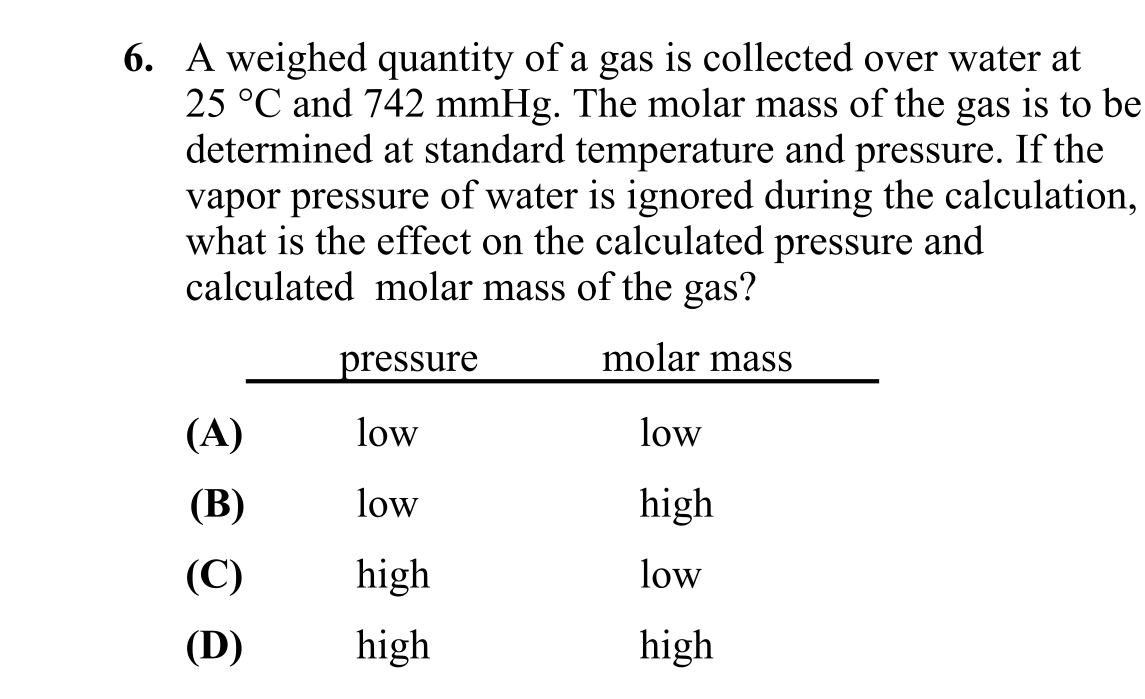 6. A weighed quantity of a gas is collected over water at
25 °C and 742 mmHg. The molar mass of the gas is to be
determined at standard temperature and pressure. If the
vapor pressure of water is ignored during the calculation,
what is the effect on the calculated pressure and
calculated molar mass of the gas?
pressure molar mass
(A) low low
(B) low high
(C) high low
(D) high high